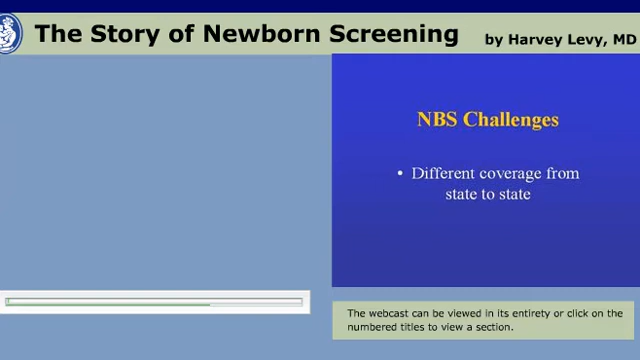 The Story of Newborn Screening by Harvey Levy, MD
NBS Challenges
• Different coverage from
state to state
The webcast can be viewed in its entirety or click on the
numbered titles to view a section.